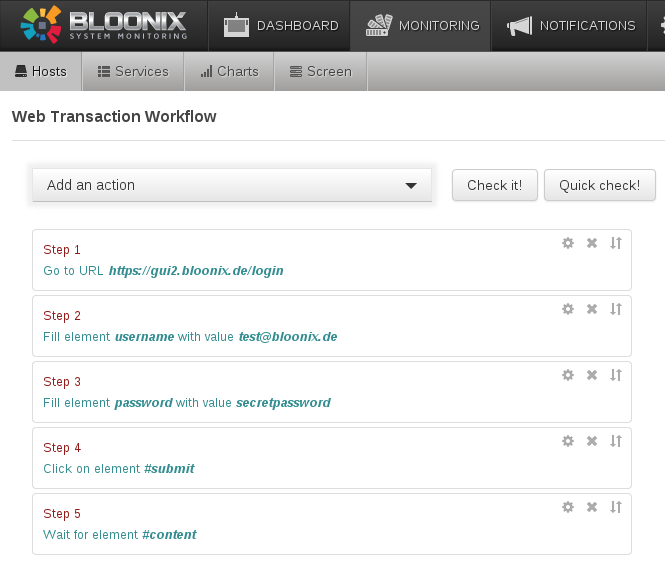 BLOONIX
SYSTEM MONITORING
DASHBOARD
MONITORING
NOTIFICATIONS
Hosts
Services
Charts
Screen
Web Transaction Workflow
Add an action
Check it!
Quick check!
Step 1
Go to URL https://gui2.bloonix.de/login
Step 2
Fill element username with value test@bloonix.de
Step 3
Fill element password with value secretpassword
Step 4
Click on element #submit
Step 5
Wait for element #content